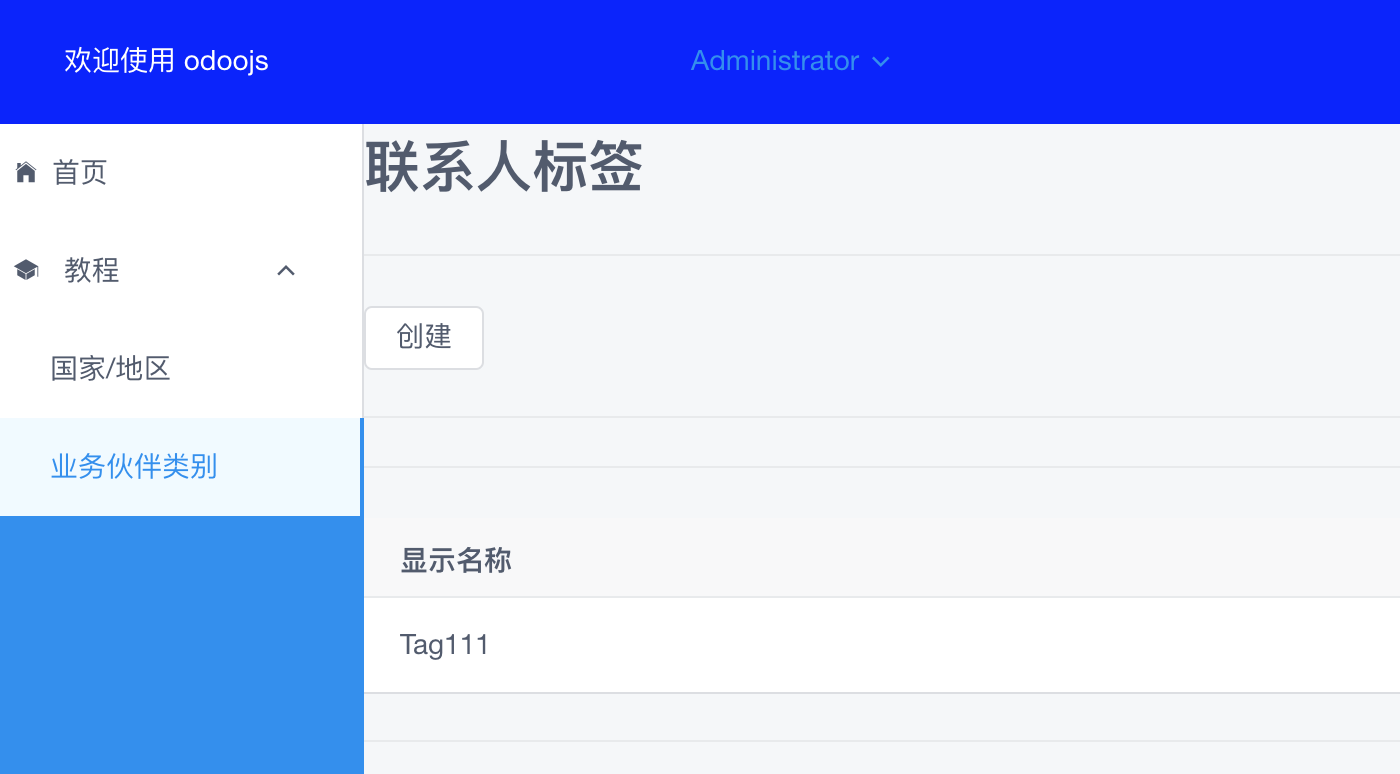 欢迎使用 odoojs
Administrator
首页
教程
国家/地区
业务伙伴类别
联系人标签
创建
显示名称
Tag111